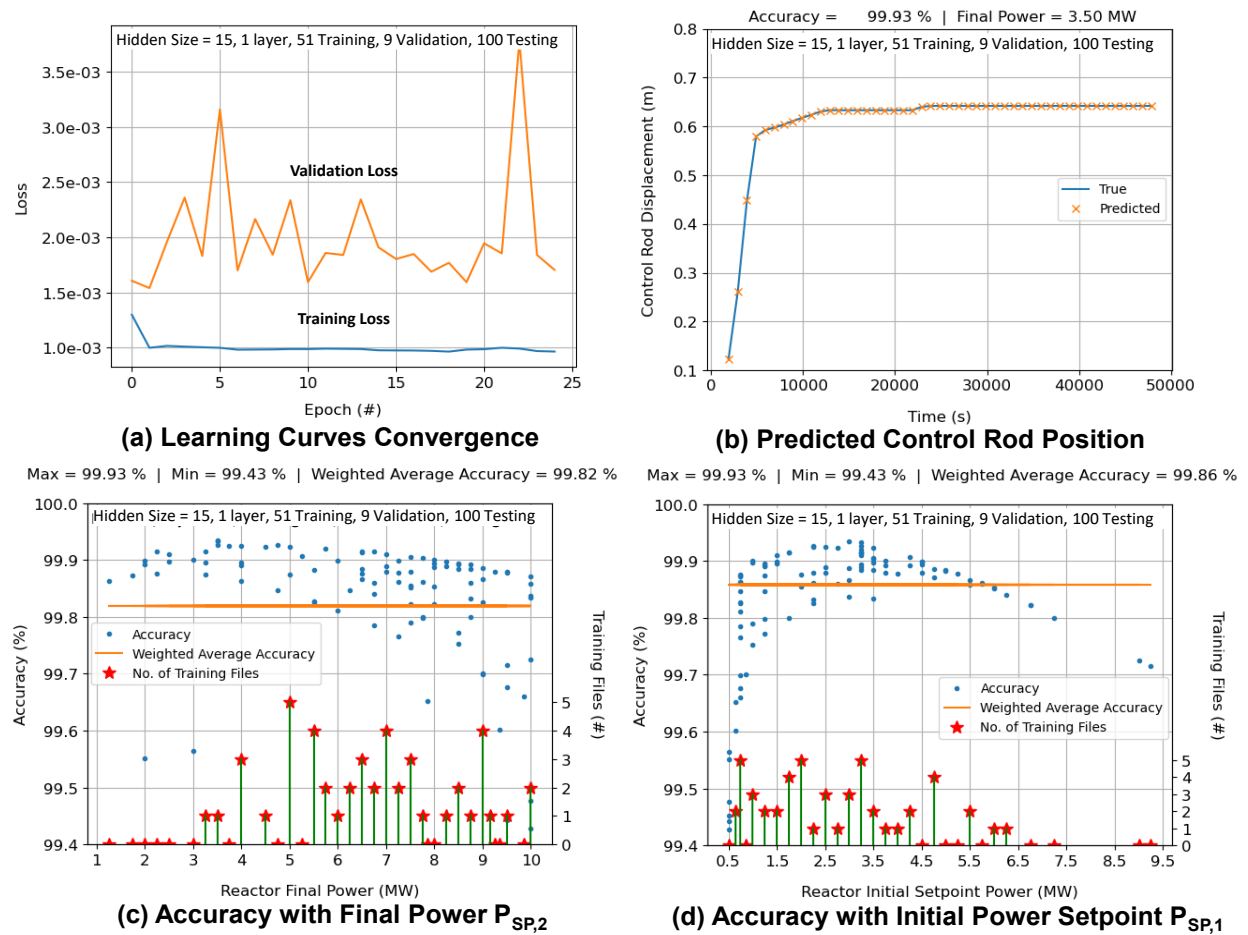 Hidden Size = 15, 1 layer, 51 Training, 9 Validation, 100 Testing
3.5e-03
3.0e-03
2.5e-03
2.0e-03
1.5e-03
1.0e-03
Loss
Validation Loss
Training Loss
0 5 10 15 20 25
Epoch (#)
(a) Learning Curves Convergence
Accuracy = 99.93 % | Final Power = 3.50 MW
Hidden Size = 15, 1 layer, 51 Training, 9 Validation, 100 Testing
0.8
0.7
0.6
0.5
0.4
0.3
0.2
0.1
Control Rod Displacement (m)
True
Predicted
0 10000 20000 30000 40000 50000
Time (s)
(b) Predicted Control Rod Position
Max = 99.93 % | Min = 99.43 % | Weighted Average Accuracy = 99.82 %
Hidden Size = 15, 1 layer, 51 Training, 9 Validation, 100 Testing
100.0
99.9
99.8
99.7
99.6
99.5
99.4
Accuracy (%)
Accuracy
Weighted Average Accuracy
No. of Training Files
5
4
3
2
1
0
Training Files (#)
1 2 3 4 5 6 7 8 9 10
Reactor Final Power (MW)
(c) Accuracy with Final Power PSP,2
Max = 99.93 % | Min = 99.43 % | Weighted Average Accuracy = 99.86 %
Hidden Size = 15, 1 layer, 51 Training, 9 Validation, 100 Testing
100.0
99.9
99.8
99.7
99.6
99.5
99.4
Accuracy (%)
Accuracy
Weighted Average Accuracy
No. of Training Files
5
4
3
2
1
0
Training Files (#)
0.5 1.5 2.5 3.5 4.5 5.5 6.5 7.5 8.5 9.5
Reactor Initial Setpoint Power (MW)
(d) Accuracy with Initial Power Setpoint PSP,1